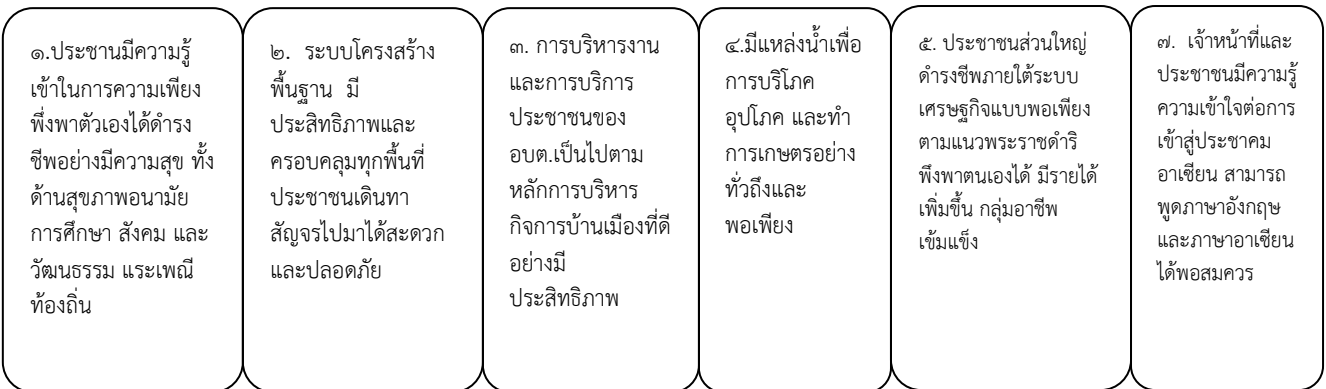 ๑.ประชานมีความรู้
เข้าในการความเพียง
พึ่งพาตัวเองได้ดำรง
ชีพอย่างมีความสุข ทั้ง
ด้านสุขภาพอนามัย
การศึกษา สังคม และ
วัฒนธรรม แระเพณี
ท้องถิ่น
๒. ระบบโครงสร้าง
พื้นฐาน มี
ประสิทธิภาพและ
ครอบคลุมทุกพื้นที่
ประชาชนเดินทา
สัญจรไปมาได้สะดวก
และปลอดภัย
๓. การบริหารงาน
และการบริการ
ประชาชนของ
อบต.เป็นไปตาม
หลักการบริหาร
กิจการบ้านเมืองที่ดี
อย่างมี
ประสิทธิภาพ
๔.มีแหล่งน้ำเพื่อ
การบริโภค
อุปโภค และทำ
การเกษตรอย่าง
ทั่วถึงและ
พอเพียง
๕. ประชาชนส่วนใหญ่
ดำรงชีพภายใต้ระบบ
เศรษฐกิจแบบพอเพียง
ตามแนวพระราชดำริ
พึงพาตนเองได้ มีรายได้
เพิ่มขึ้น กลุ่มอาชีพ
เข้มแข็ง
๗. เจ้าหน้าที่และ
ประชาชนมีความรู้
ความเข้าใจต่อการ
เข้าสู่ประชาคม
อาเซียน สามารถ
พูดภาษาอังกฤษ
และภาษาอาเซียน
ได้พอสมควร